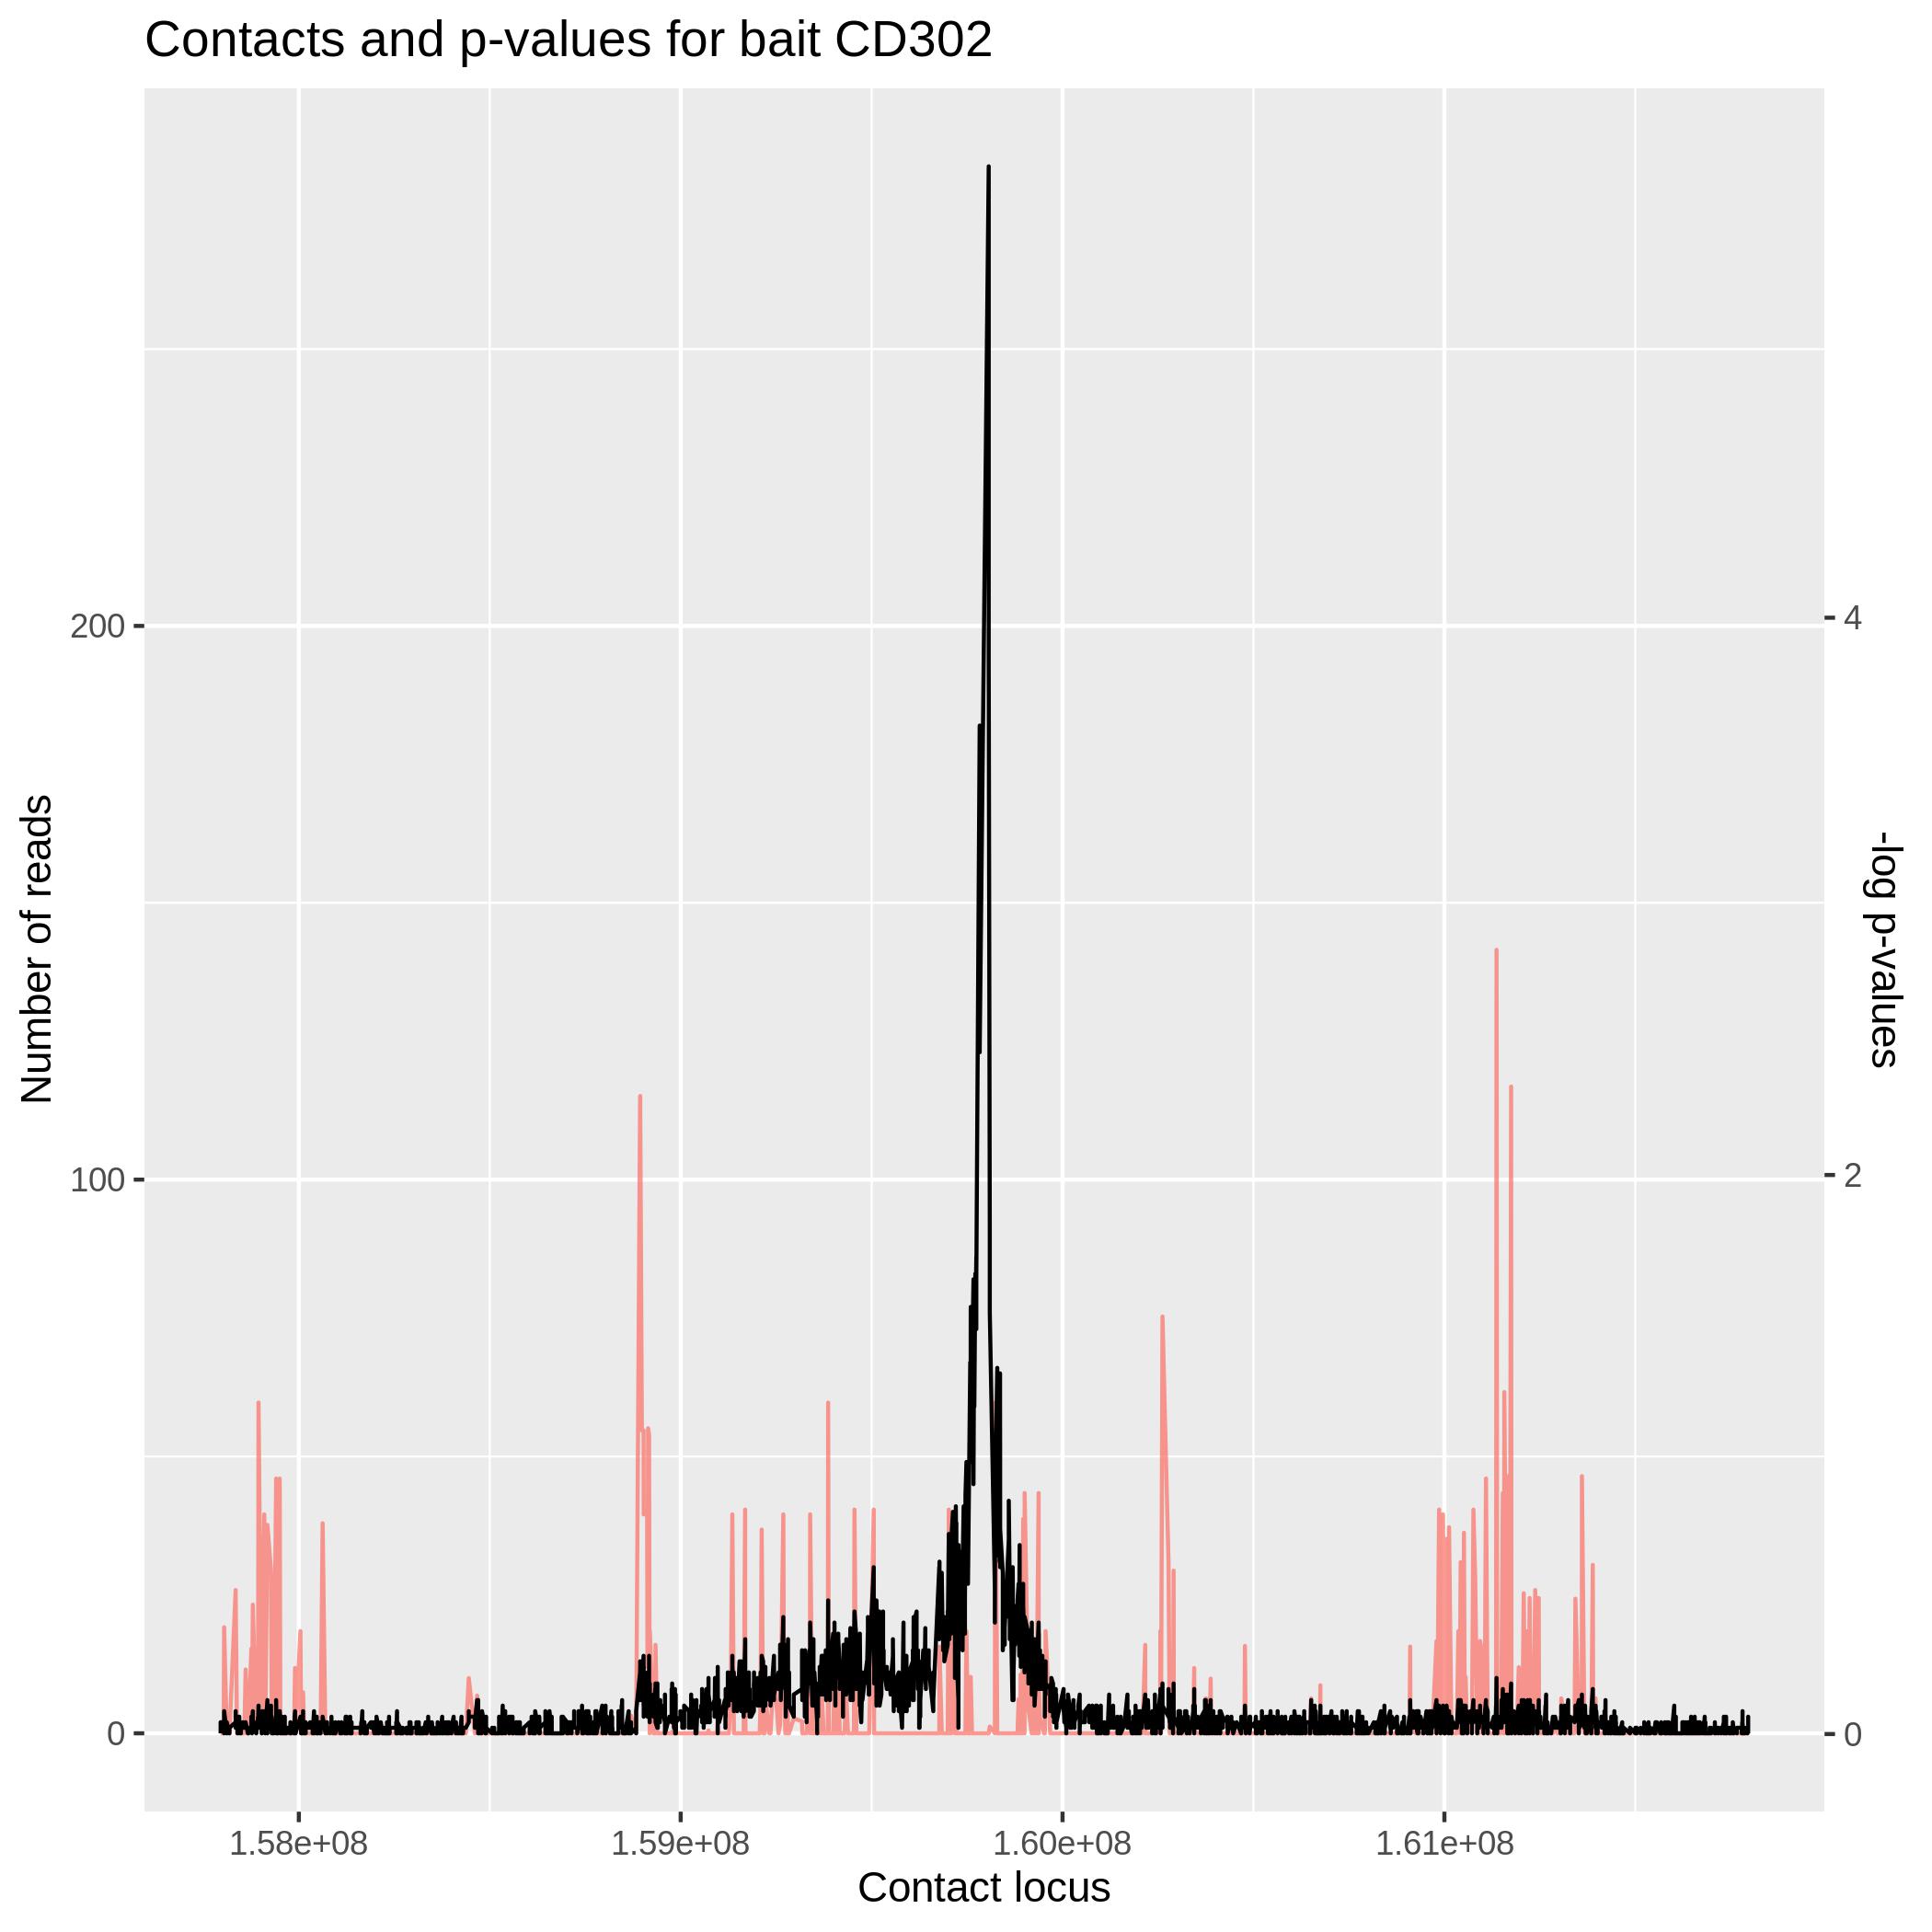 Contacts and p-values for bait CD302
Number of reads
200
100
0
4
2
0
-log p-values
1.58e+08
1.59e+08
1.60e+08
1.61e+08
Contact locus